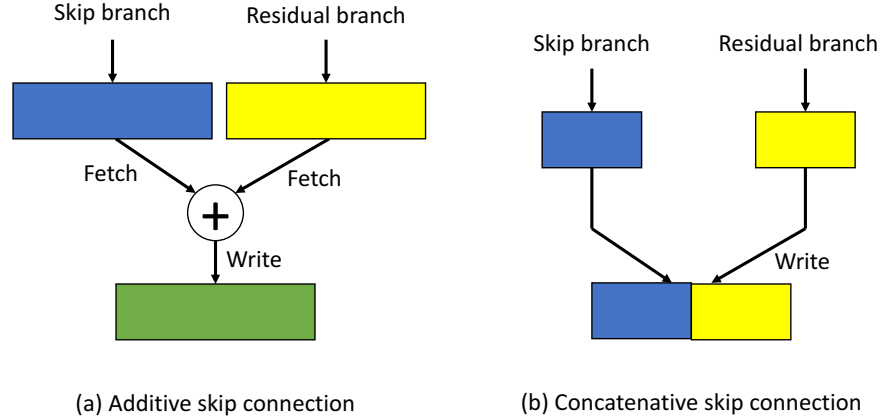 Skip branch
Residual branch
Fetch
Fetch
+
Write
(a) Additive skip connection
Skip branch
Residual branch
Write
(b) Concatenative skip connection